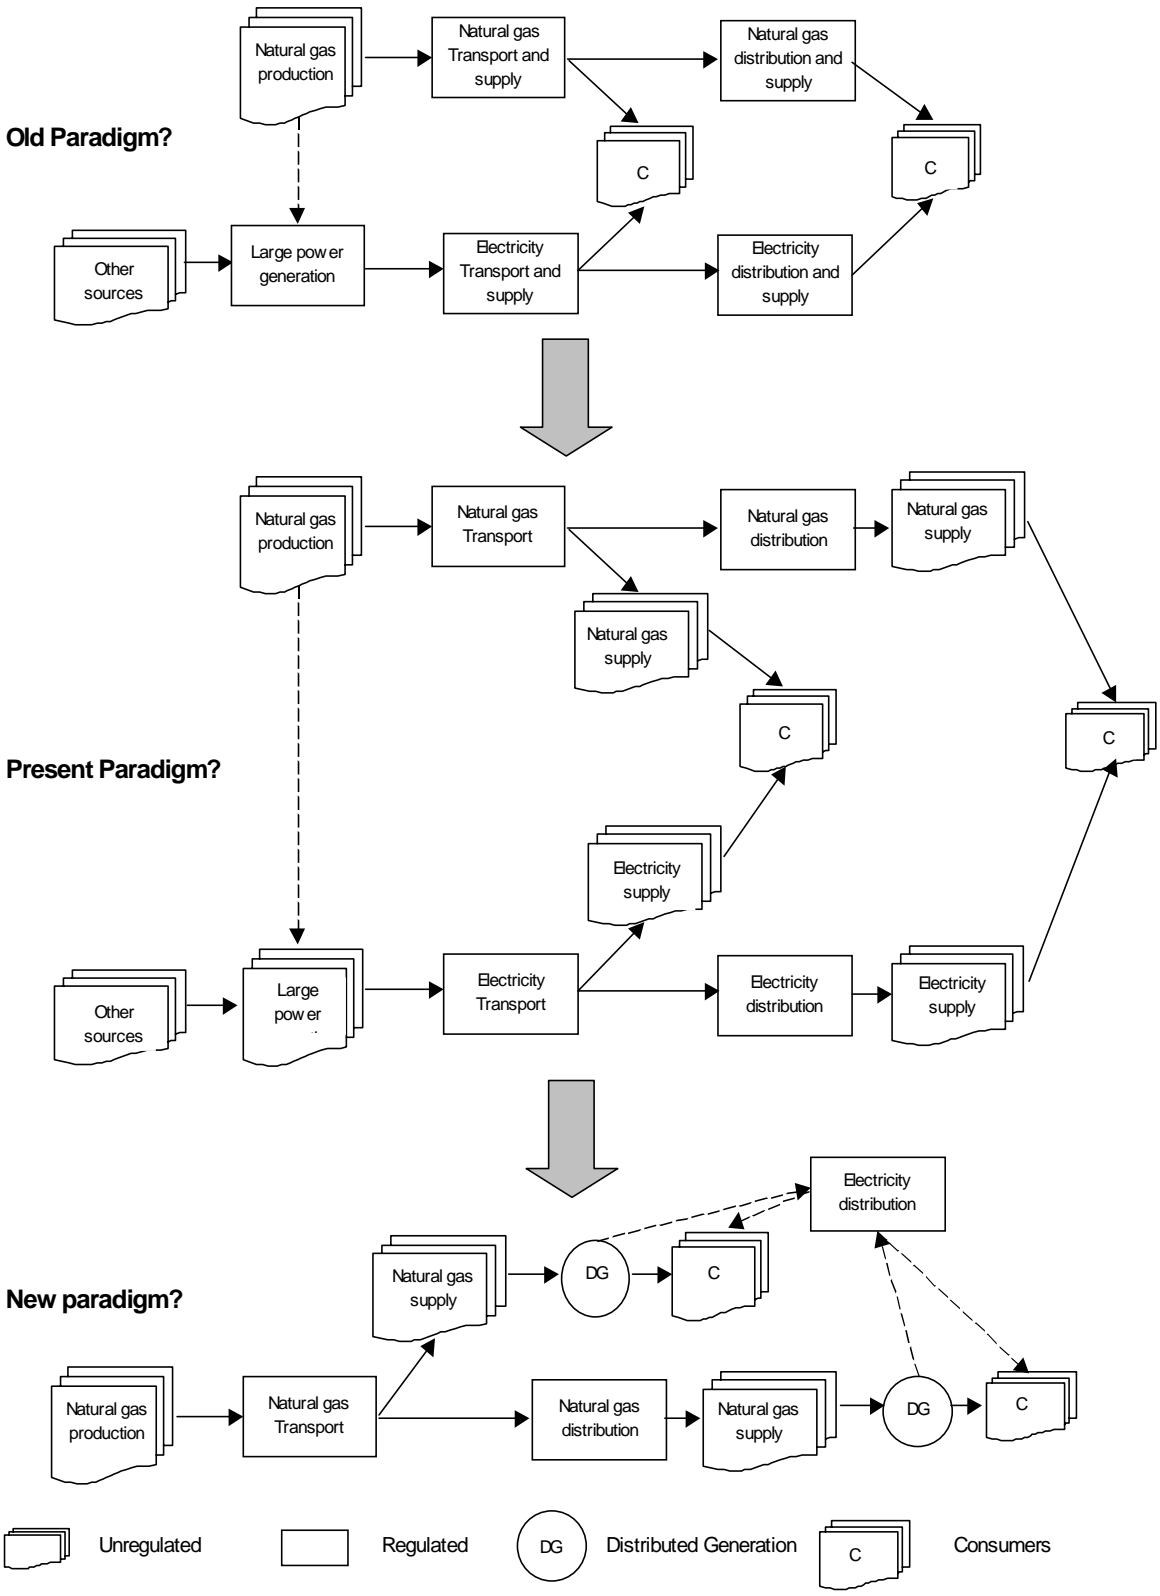 Natural gas
production
Natural gas
Transport and
supply
Natural gas
distribution and
supply
Old Paradigm?
C
C
Other
sources
Large power
generation
Electricity
Transport and
supply
Electricity
distribution and
supply
Natural gas
production
Natural gas
Transport
Natural gas
distribution
Natural gas
supply
Natural gas
supply
C
C
Present Paradigm?
Electricity
supply
Other
sources
Large
power
Electricity
Transport
Electricity
distribution
Electricity
supply
Electricity
distribution
New paradigm?
Natural gas
supply
DG
C
Natural gas
production
Natural gas
Transport
Natural gas
distribution
Natural gas
supply
DG
C
Unregulated
Regulated
DG
Distributed Generation
C
Consumers